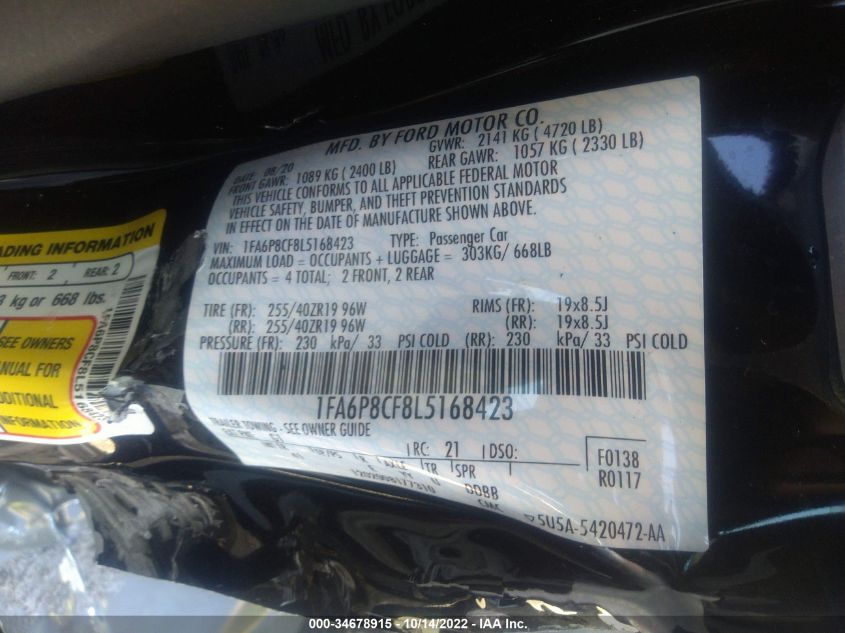 MFD. BY FORD MOTOR CO.
DATE: 08/20 GVWR: 2141 KG ( 4720 LB)
FRONT GAWR: 1089 KG ( 2400 LB) REAR GAWR: 1057 KG ( 2330 LB)
THIS VEHICLE CONFORMS TO ALL APPLICABLE FEDERAL MOTOR
VEHICLE SAFETY, BUMPER, AND THEFT PREVENTION STANDARDS
IN EFFECT ON THE DATE OF MANUFACTURE SHOWN ABOVE.
VIN: 1FA6P8CF8L5168423 TYPE: Passenger Car
MAXIMUM LOAD = OCCUPANTS + LUGGAGE = 303KG/ 668LB
OCCUPANTS = 4 TOTAL; 2 FRONT, 2 REAR
TIRE (FR): 255/40ZR19 96W RIMS (FR): 19x8.5J
(RR): 255/40ZR19 96W (RR): 19x8.5J
PRESSURE (FR): 230 kPa/ 33 PSI COLD (RR): 230 kPa/ 33 PSI COLD
1FA6P8CF8L5168423
TRAILER TOWING - SEE OWNER GUIDE
RC: 21 DSO:
TR SPR
DDBB
F0138
R0117
5U5A-5420472-AA
ADING INFORMATION
FRONT: 2 REAR: 2
3 kg or 668 lbs.
SEE OWNERS
MANUAL FOR
ADDITIONAL
INFORMATION
000-34678915 / 10/14/2022 - IAA Inc.